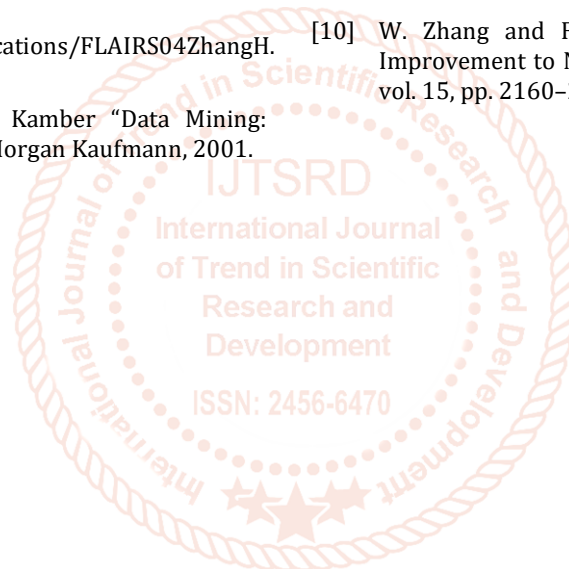 cations/FLAIRS04ZhangH.
Kamber “Data Mining:
Morgan Kaufmann, 2001.
[10] W. Zhang and F
Improvement to N
vol. 15, pp. 2160–
International Journal of Trend in Scientific Research and Development
IJTSRD
International Journal
of Trend in Scientific
Research and
Development
ISSN: 2456-6470